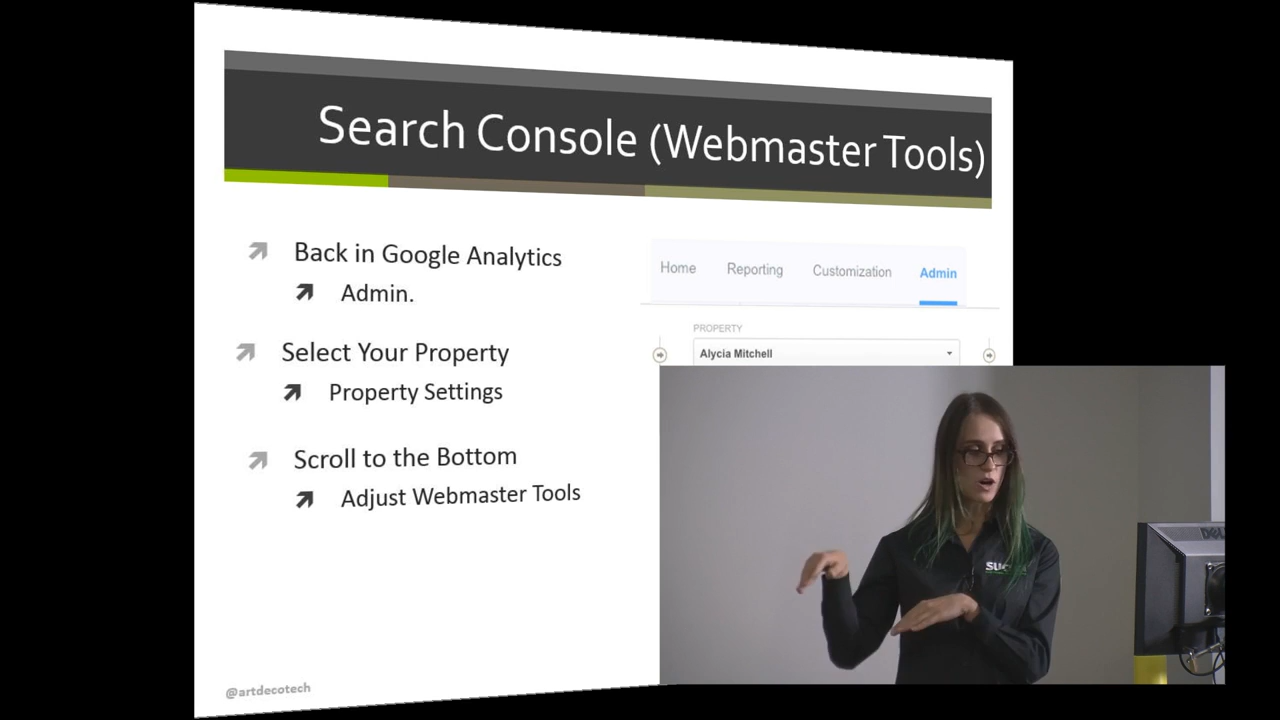 Search Console (Webmaster Tools)
Back in Google Analytics
Admin.
Select Your Property
Property Settings
Scroll to the Bottom
Adjust Webmaster Tools
Home Reporting Customization Admin
PROPERTY
Alycia Mitchell
@artdecotech